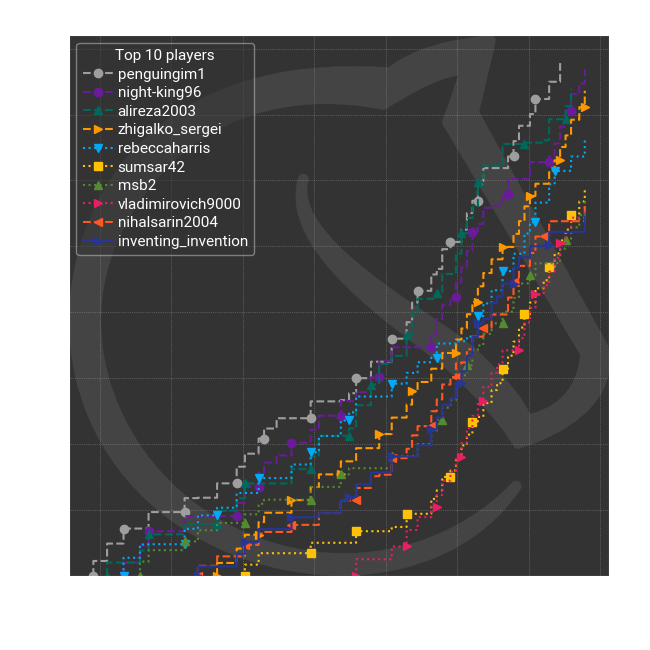 Top 10 players
penguingim1
night-king96
alireza2003
zhigalko_sergei
rebeccaharris
sumsar42
msb2
vladimirovich9000
nihalsarin2004
inventing_invention